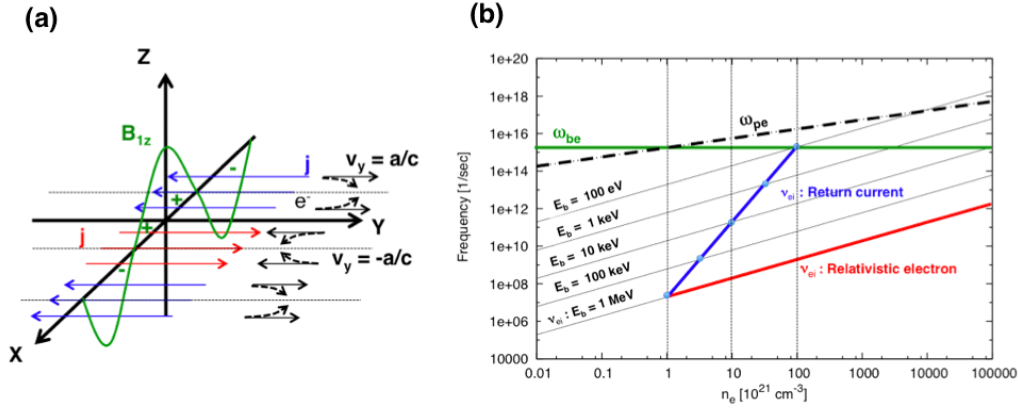 (a)
Z
B1z
j
vy = a/c
e-
Y
j
vy = -a/c
X
- + + -
(b)
Frequency [1/sec]
1e+20
1e+18
1e+16
1e+14
1e+12
1e+10
1e+08
1e+06
10000
ωbe
ωpe
Eb = 100 eV
Eb = 1 keV
Eb = 10 keV
Eb = 100 keV
νei : Eb = 1 MeV
νei : Return current
νei : Relativistic electron
0.01 0.1 1 10 100 1000 10000 100000
ne [10²¹ cm⁻³]